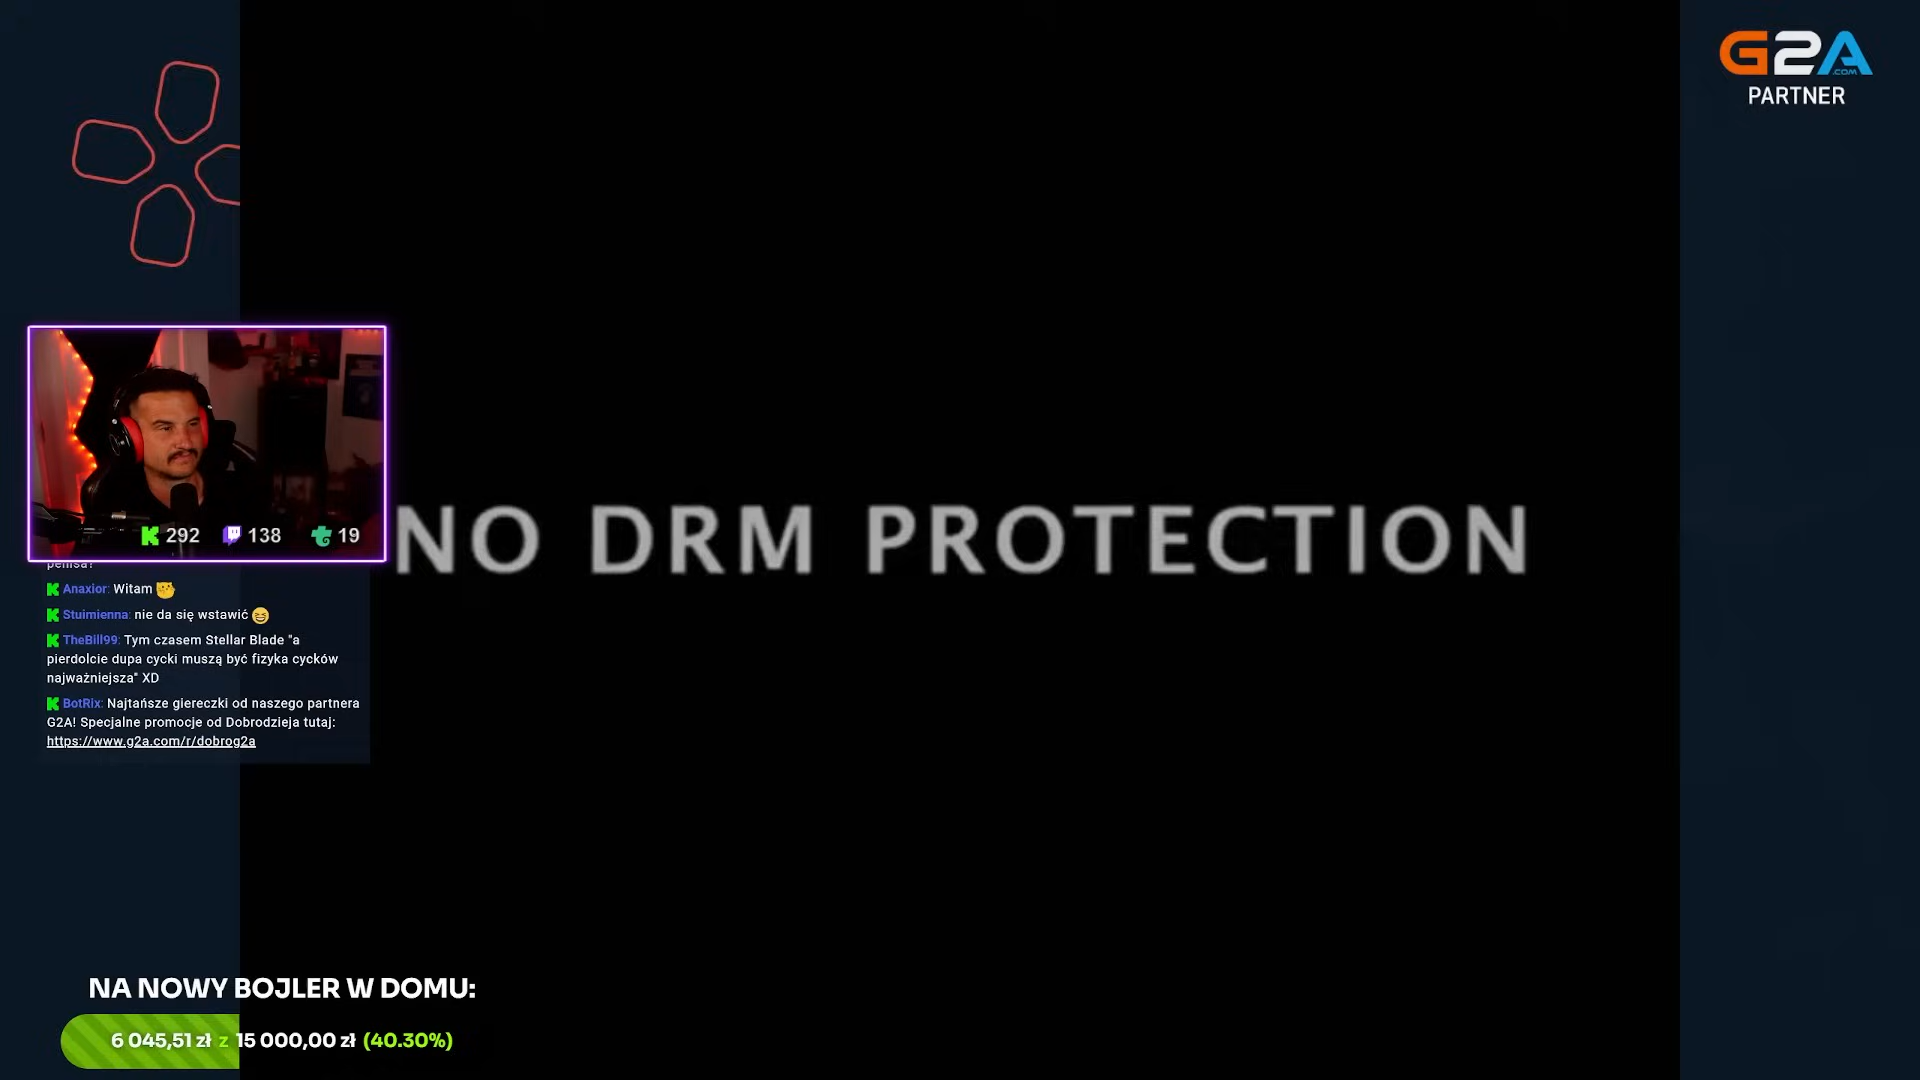 G2A
.COM
PARTNER
NO DRM PROTECTION
292 138 19
penisa?
Anaxior: Witam
Stuimienna: nie da się wstawić
TheBill99: Tym czasem Stellar Blade "a
pierdolcie dupa cycki muszą być fizyka cycków
najważniejsza" XD
BotRix: Najtańsze giereczki od naszego partnera
G2A! Specjalne promocje od Dobrodzieja tutaj:
https://www.g2a.com/r/dobrog2a
NA NOWY BOJLER W DOMU:
6 045,51 zł z 15 000,00 zł (40.30%)